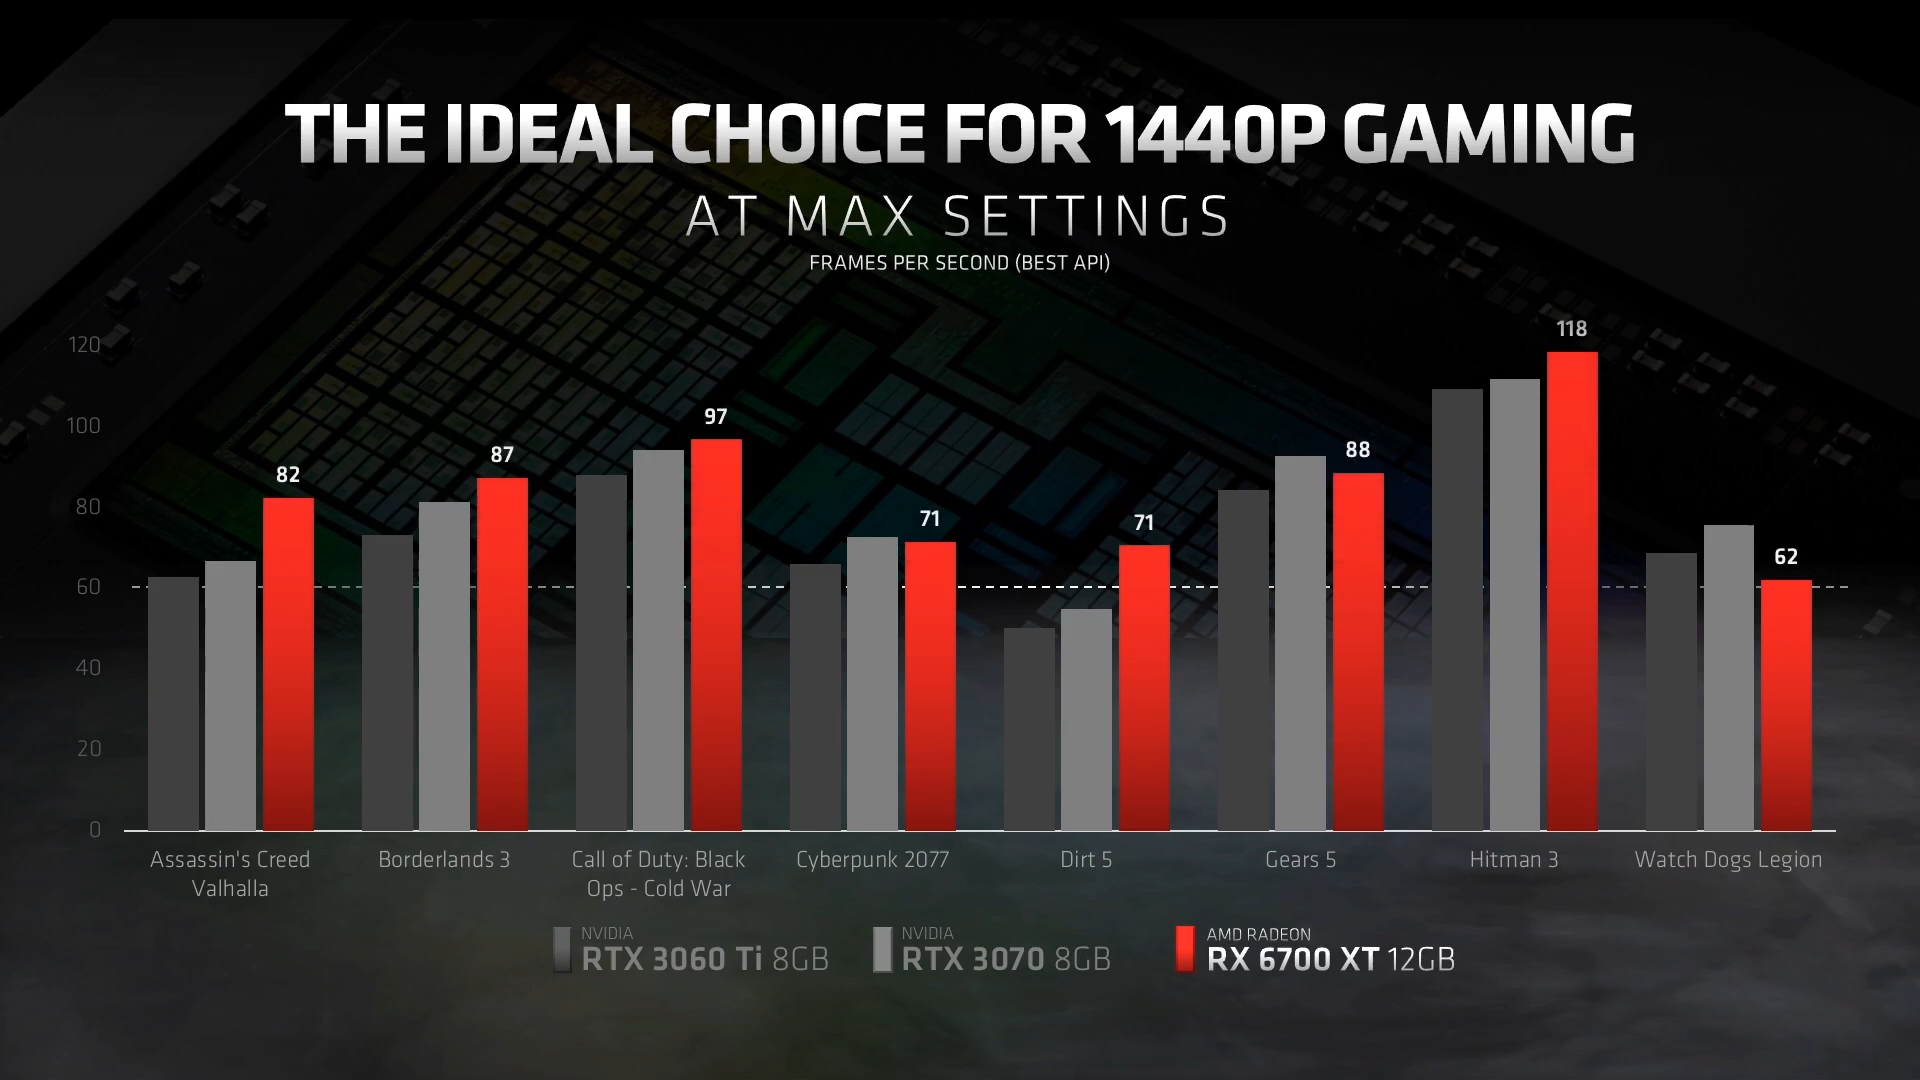 THE IDEAL CHOICE FOR 1440P GAMING
AT MAX SETTINGS
FRAMES PER SECOND (BEST API)
120
100
80
60
40
20
0
82
87
97
71
71
88
118
62
Assassin's Creed
Valhalla
Borderlands 3
Call of Duty: Black
Ops - Cold War
Cyberpunk 2077
Dirt 5
Gears 5
Hitman 3
Watch Dogs Legion
NVIDIA
RTX 3060 Ti 8GB
NVIDIA
RTX 3070 8GB
AMD RADEON
RX 6700 XT 12GB